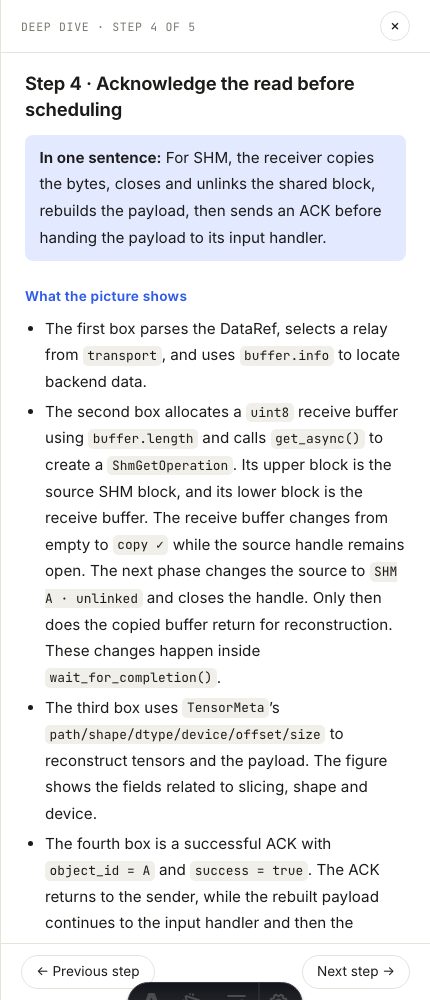 DEEP DIVE · STEP 4 OF 5
×
Step 4 · Acknowledge the read before
scheduling
In one sentence: For SHM, the receiver copies
the bytes, closes and unlinks the shared block,
rebuilds the payload, then sends an ACK before
handing the payload to its input handler.
What the picture shows
• The first box parses the DataRef, selects a relay
from transport, and uses buffer.info to locate
backend data.
• The second box allocates a uint8 receive buffer
using buffer.length and calls get_async() to
create a ShmGetOperation. Its upper block is the
source SHM block, and its lower block is the
receive buffer. The receive buffer changes from
empty to copy ✓ while the source handle remains
open. The next phase changes the source to SHM
A · unlinked and closes the handle. Only then
does the copied buffer return for reconstruction.
These changes happen inside
wait_for_completion().
• The third box uses TensorMeta’s
path/shape/dtype/device/offset/size to
reconstruct tensors and the payload. The figure
shows the fields related to slicing, shape and
device.
• The fourth box is a successful ACK with
object_id = A and success = true. The ACK
returns to the sender, while the rebuilt payload
continues to the input handler and then the
← Previous step
Next step →